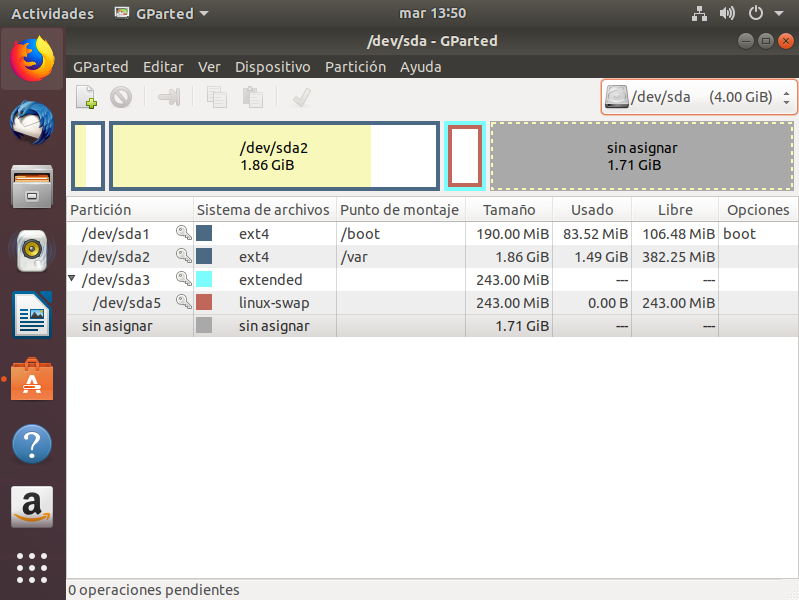 Actividades GParted mar 13:50
/dev/sda - GParted
GParted Editar Ver Dispositivo Partición Ayuda
/dev/sda (4.00 GiB)
/dev/sda2
1.86 GiB
sin asignar
1.71 GiB
Partición Sistema de archivos Punto de montaje Tamaño Usado Libre Opciones
/dev/sda1 ext4 /boot 190.00 MiB 83.52 MiB 106.48 MiB boot
/dev/sda2 ext4 /var 1.86 GiB 1.49 GiB 382.25 MiB
/dev/sda3 extended 243.00 MiB --- ---
/dev/sda5 linux-swap 243.00 MiB 0.00 B 243.00 MiB
sin asignar sin asignar 1.71 GiB --- ---
0 operaciones pendientes